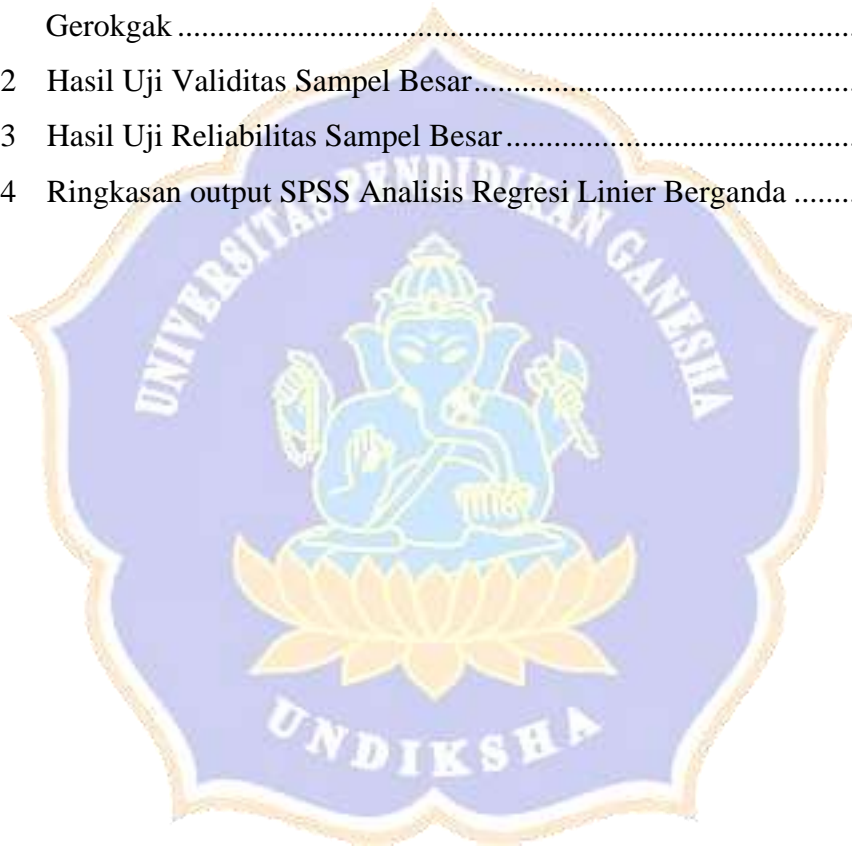 Gerokgak ........................................................................................
2 Hasil Uji Validitas Sampel Besar..................................................
3 Hasil Uji Reliabilitas Sampel Besar..............................................
4 Ringkasan output SPSS Analisis Regresi Linier Berganda ........
UNIVERSITAS PENDIDIKAN GANESHA
UNDIKSHA